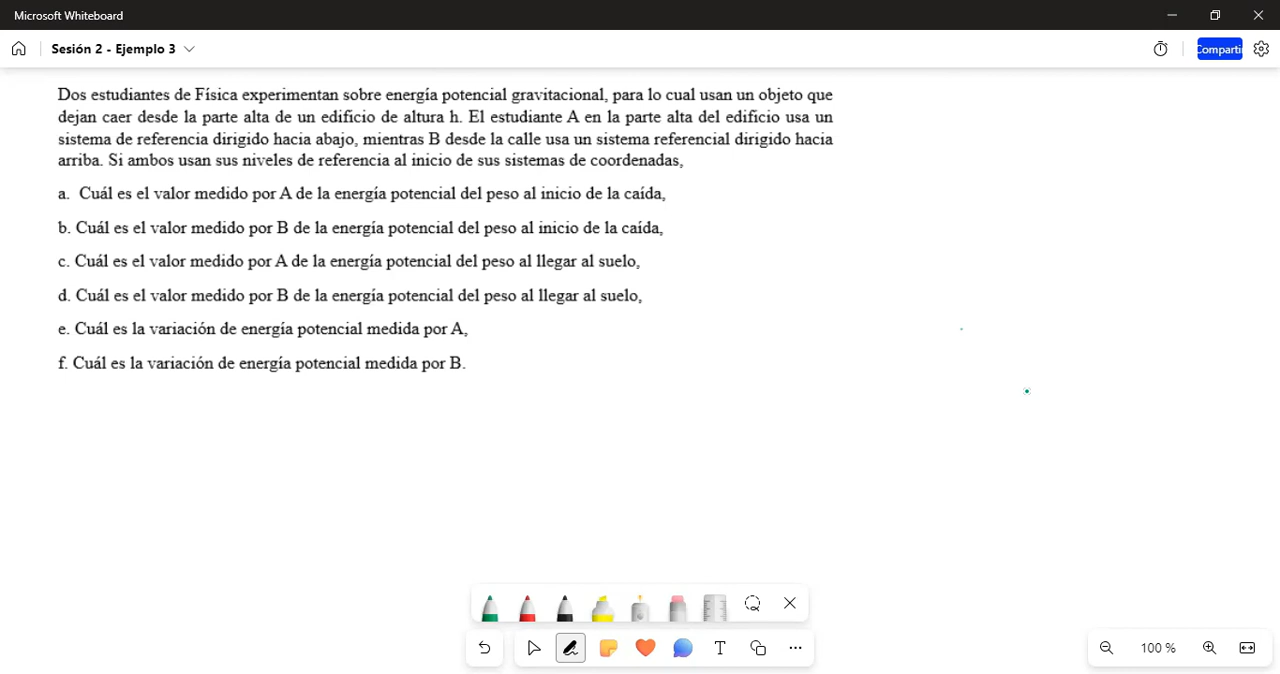 Microsoft Whiteboard
Sesión 2 - Ejemplo 3
Comparti
Dos estudiantes de Física experimentan sobre energía potencial gravitacional, para lo cual usan un objeto que
dejan caer desde la parte alta de un edificio de altura h. El estudiante A en la parte alta del edificio usa un
sistema de referencia dirigido hacia abajo, mientras B desde la calle usa un sistema referencial dirigido hacia
arriba. Si ambos usan sus niveles de referencia al inicio de sus sistemas de coordenadas,
a. Cuál es el valor medido por A de la energía potencial del peso al inicio de la caída,
b. Cuál es el valor medido por B de la energía potencial del peso al inicio de la caída,
c. Cuál es el valor medido por A de la energía potencial del peso al llegar al suelo,
d. Cuál es el valor medido por B de la energía potencial del peso al llegar al suelo,
e. Cuál es la variación de energía potencial medida por A,
f. Cuál es la variación de energía potencial medida por B.
T
100 %